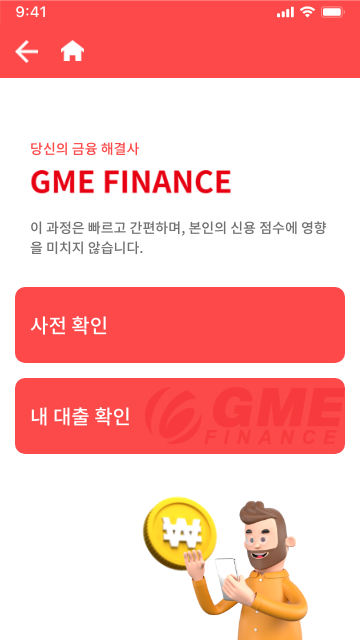 9:41
당신의 금융 해결사
GME FINANCE
이 과정은 빠르고 간편하며, 본인의 신용 점수에 영향
을 미치지 않습니다.
사전 확인
내 대출 확인
GME
FINANCE
₩